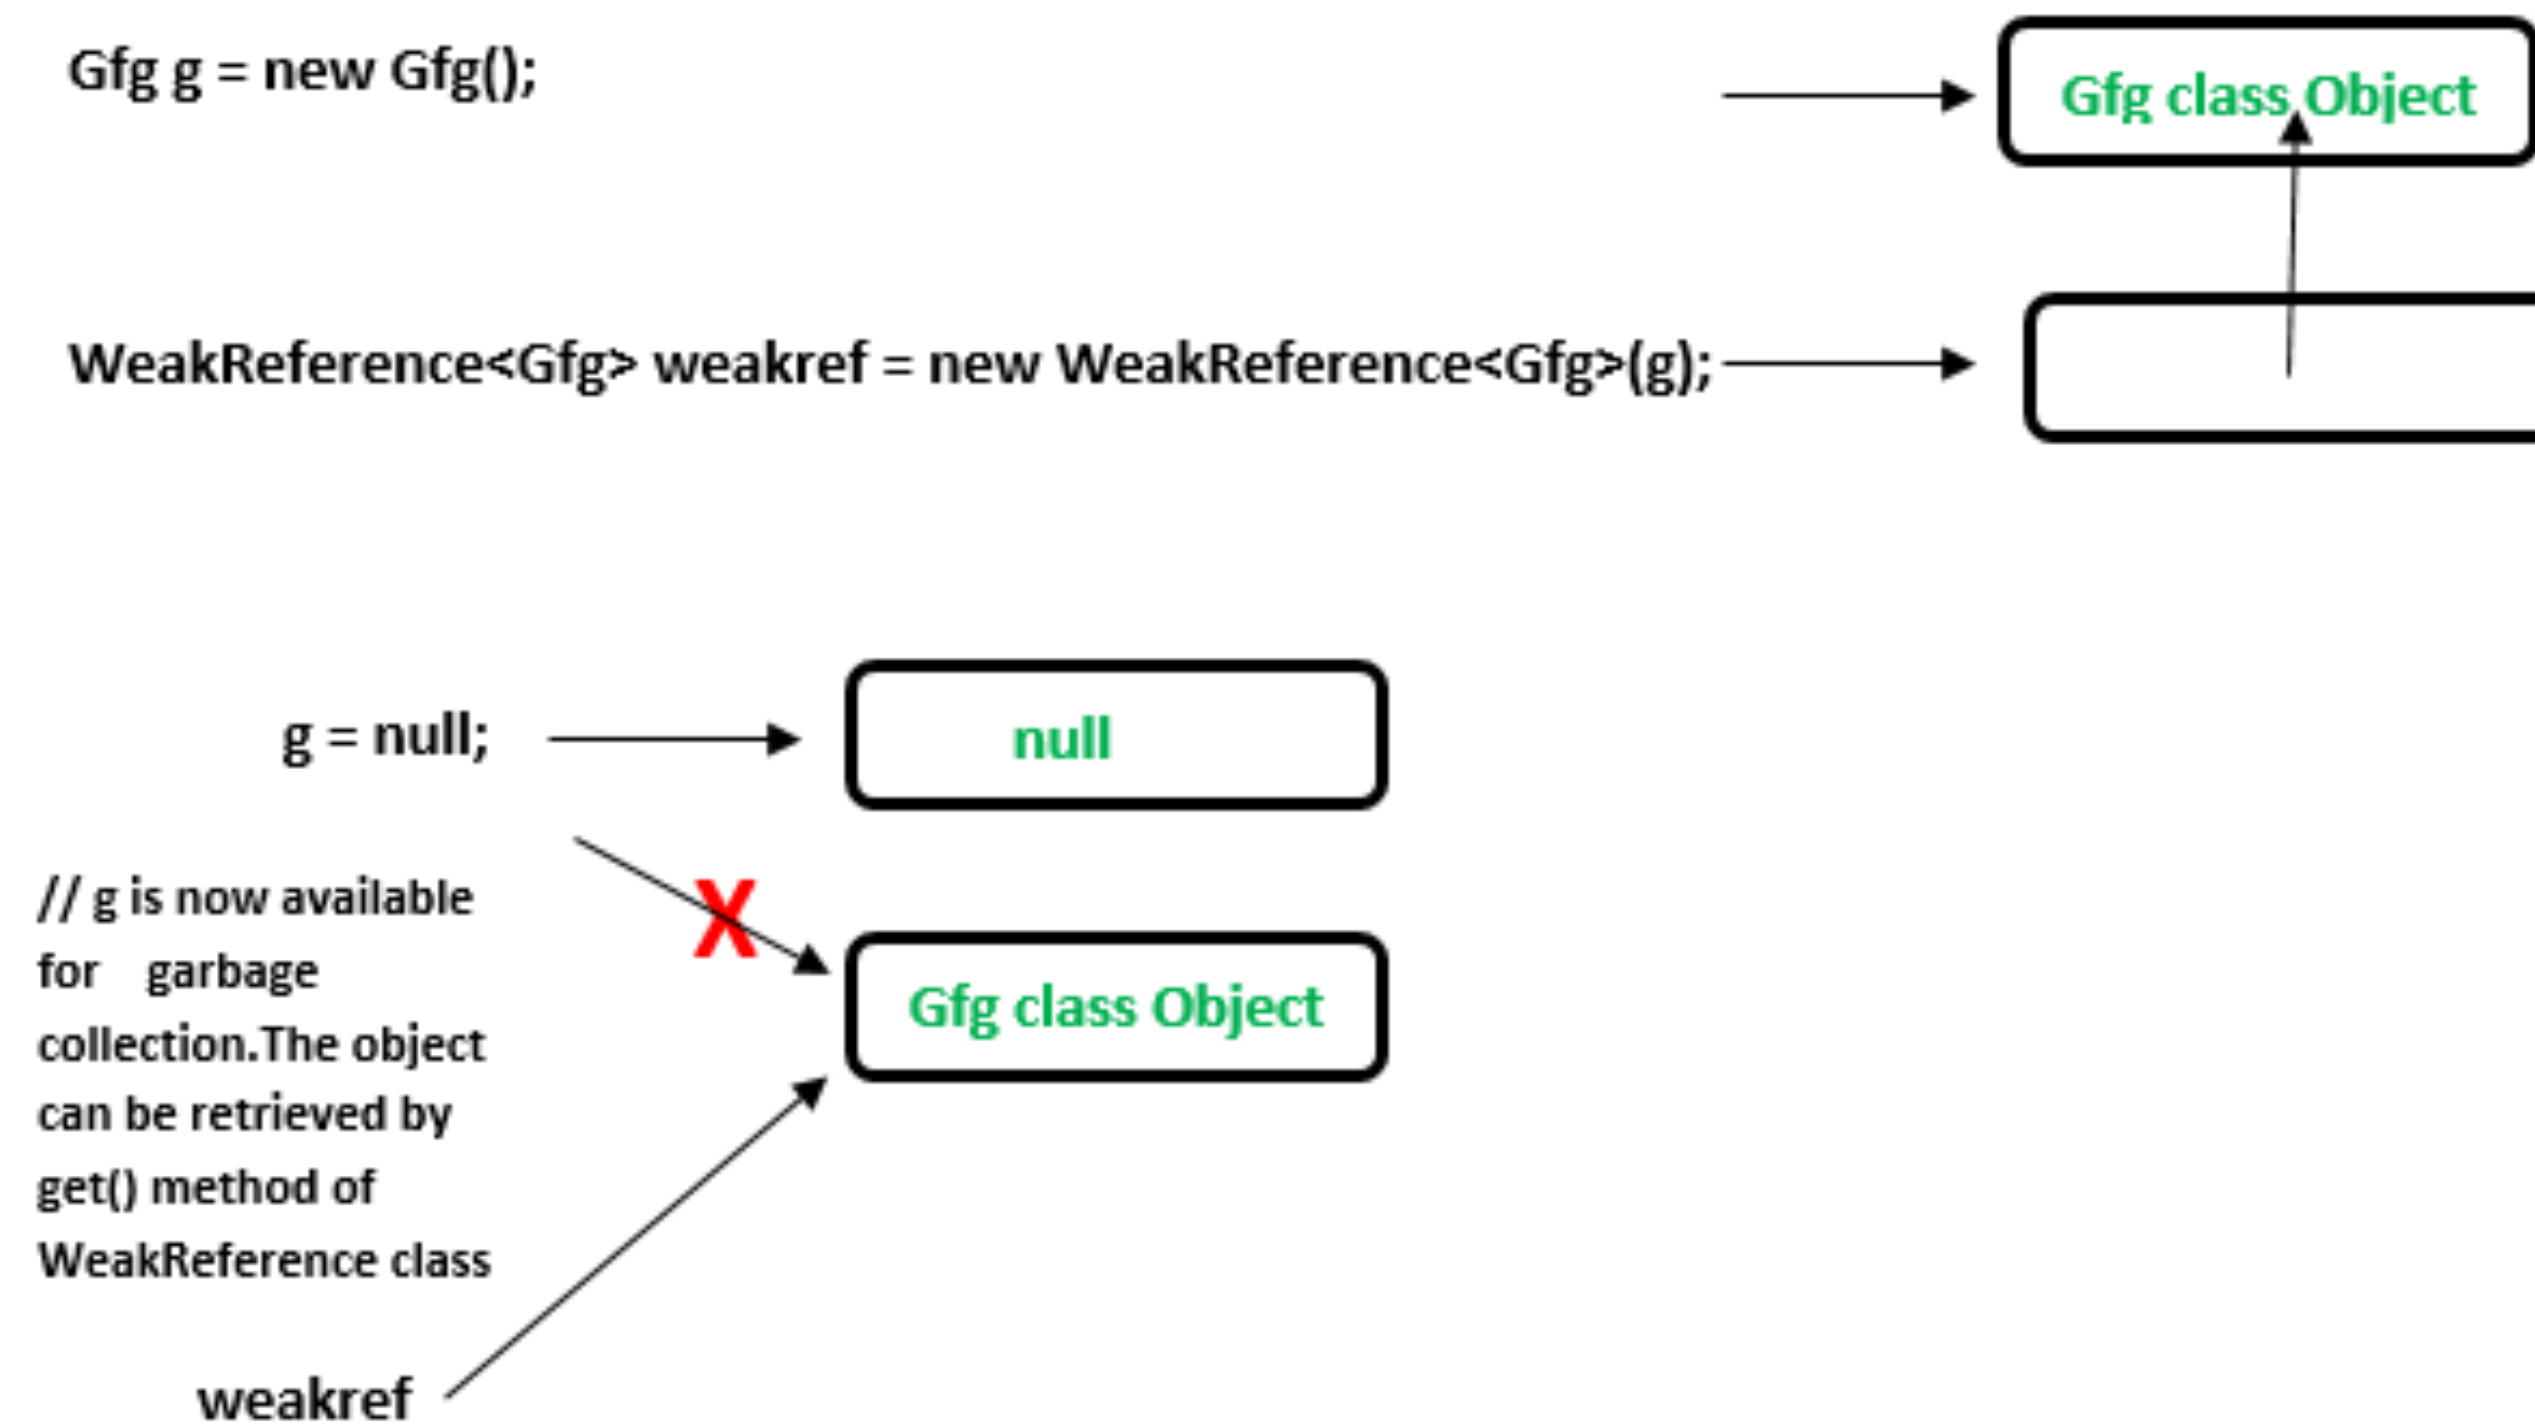 Gfg g = new Gfg();
Gfg class Object
WeakReference<Gfg> weakref = new WeakReference<Gfg>(g);
g = null;
null
// g is now available
for garbage
collection.The object
can be retrieved by
get() method of
WeakReference class
X
Gfg class Object
weakref